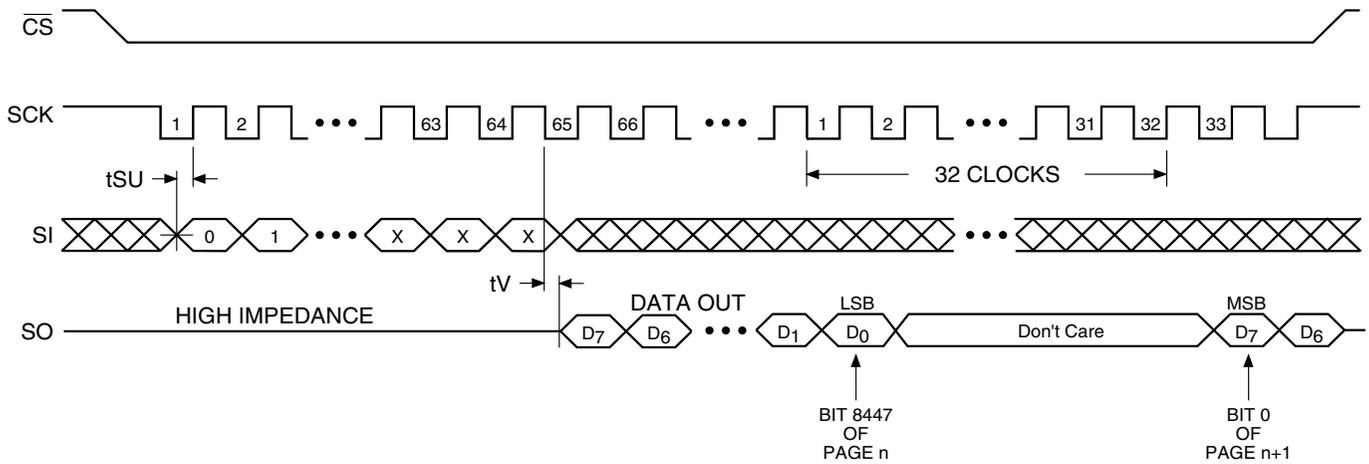 CS
SCK 1 2 63 64 65 66 1 2 31 32 33
tSU
32 CLOCKS
SI 0 1 X X X
tV
HIGH IMPEDANCE
DATA OUT
LSB
MSB
SO D7 D6 D1 D0 Don't Care D7 D6
BIT 8447
OF
PAGE n
BIT 0
OF
PAGE n+1